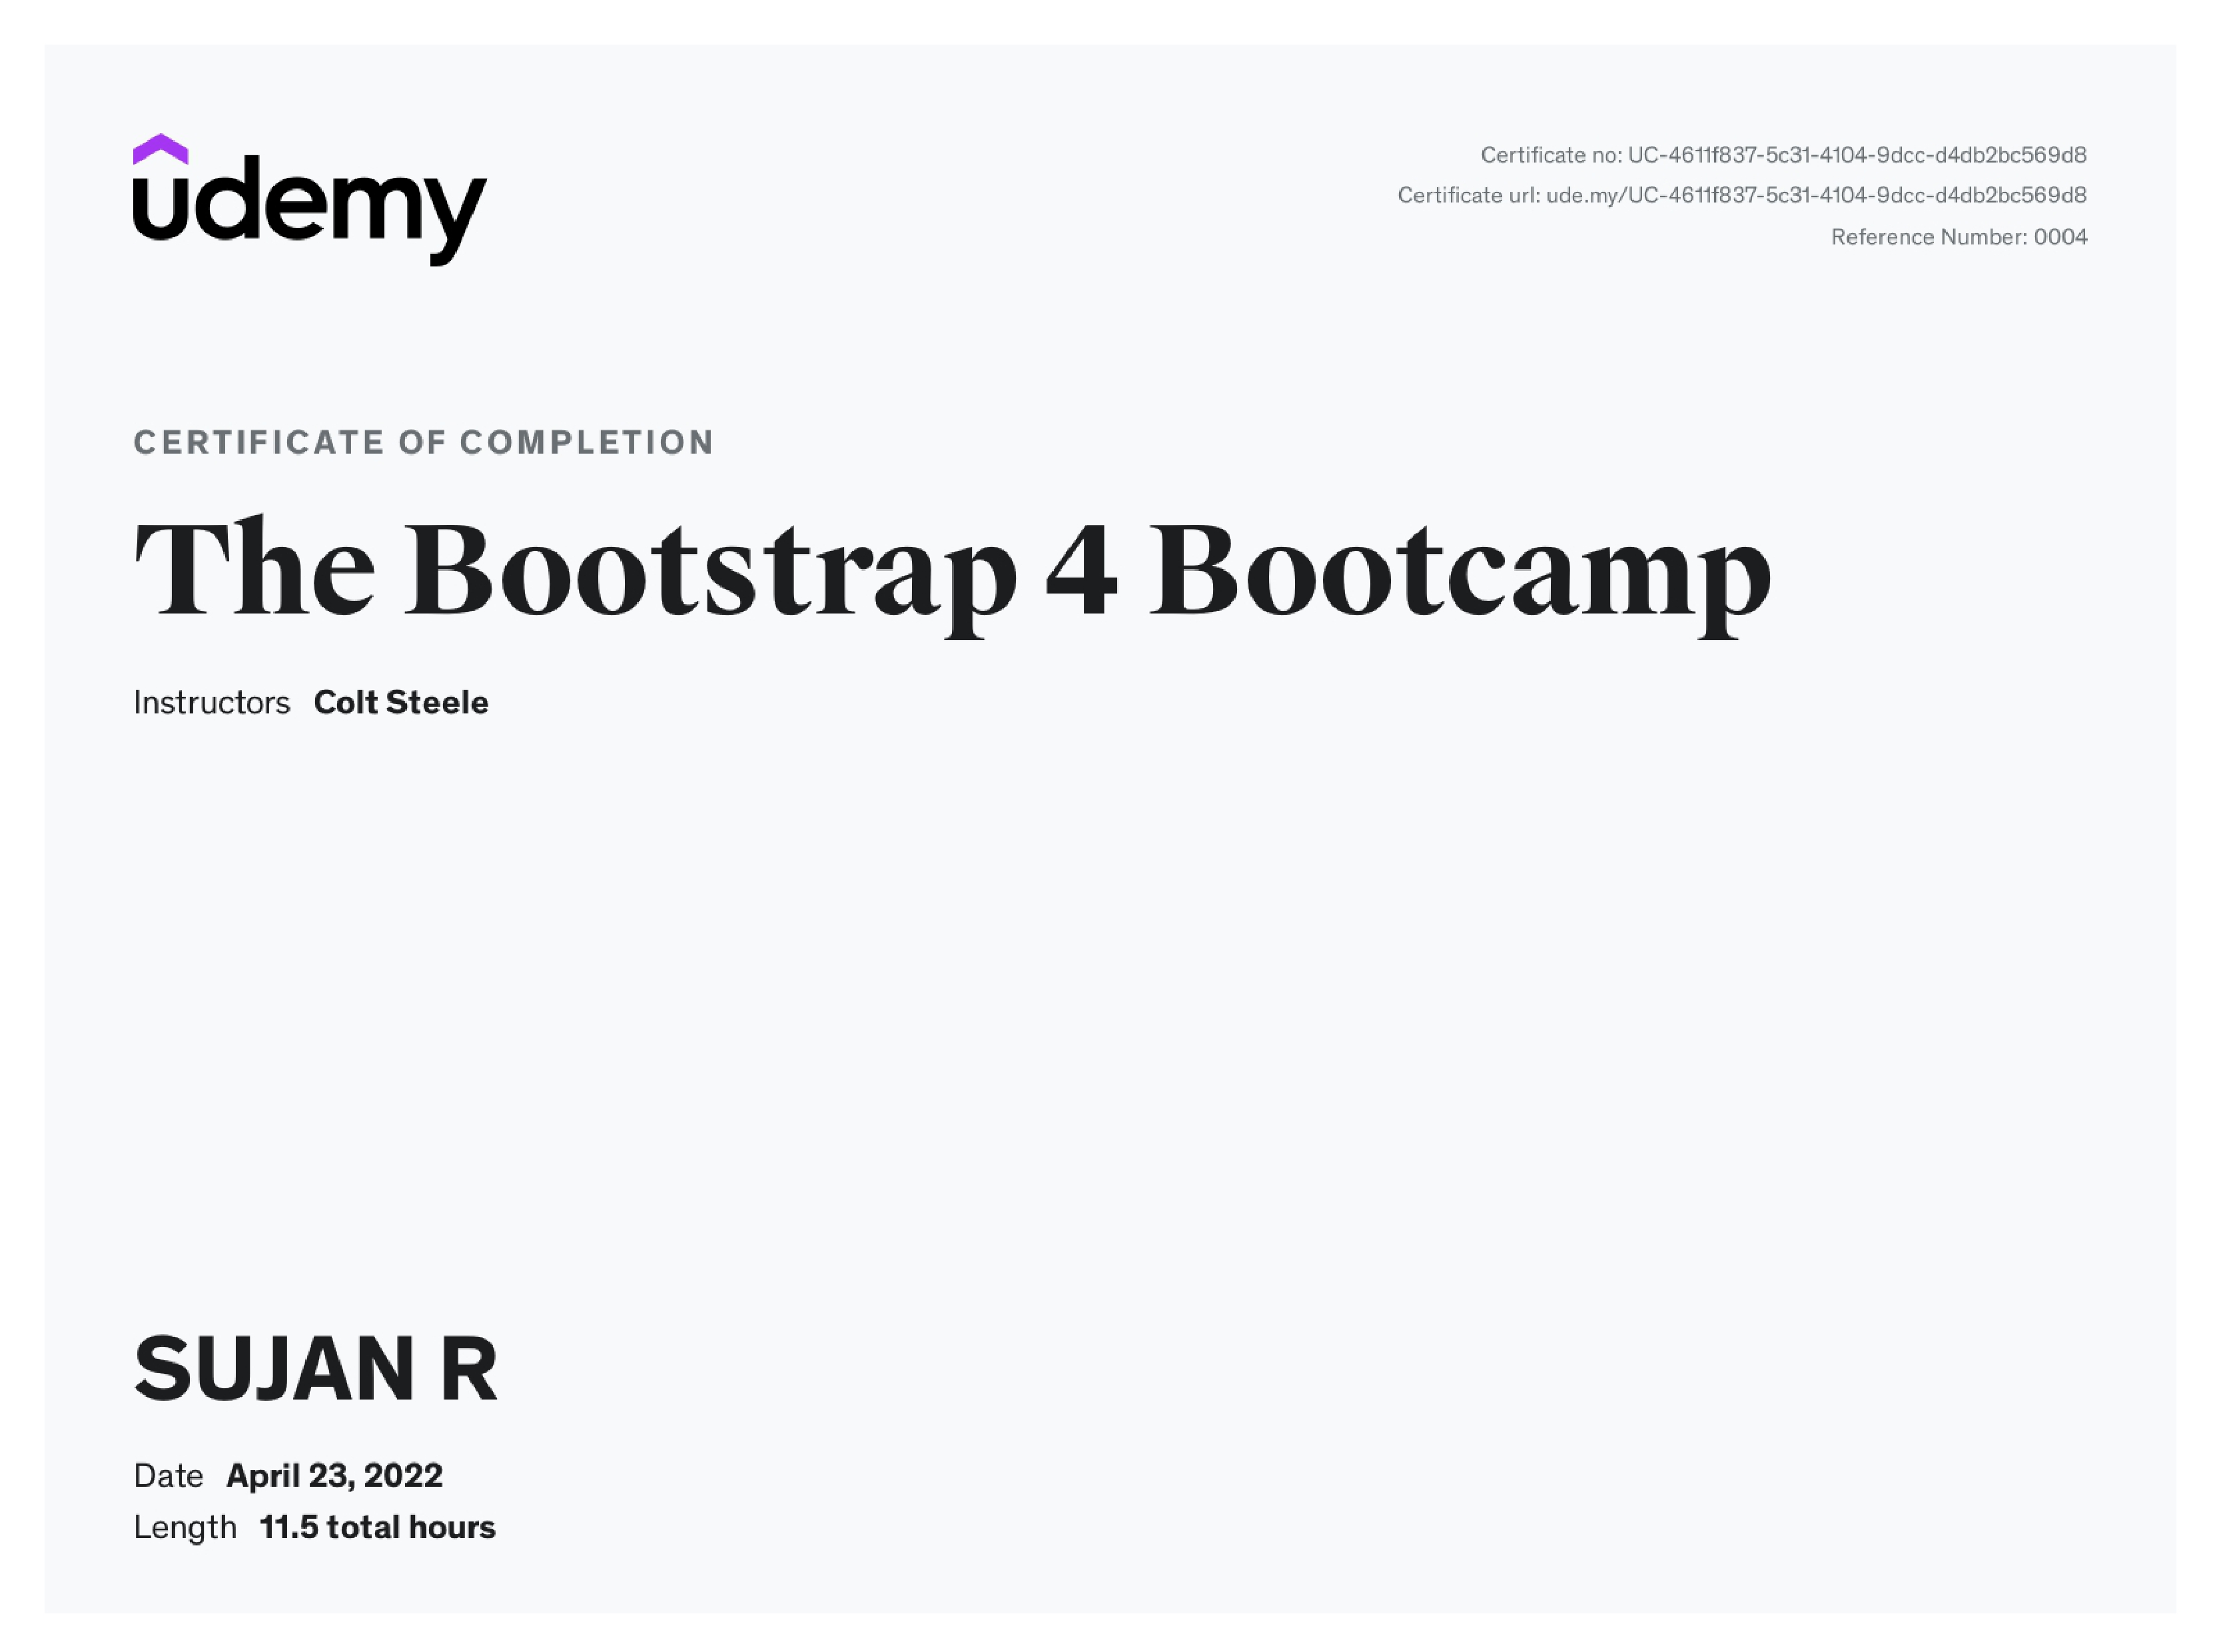 udemy
Certificate no: UC-4611f837-5c31-4104-9dcc-d4db2bc569d8
Certificate url: ude.my/UC-4611f837-5c31-4104-9dcc-d4db2bc569d8
Reference Number: 0004
CERTIFICATE OF COMPLETION
The Bootstrap 4 Bootcamp
Instructors Colt Steele
SUJAN R
Date April 23, 2022
Length 11.5 total hours